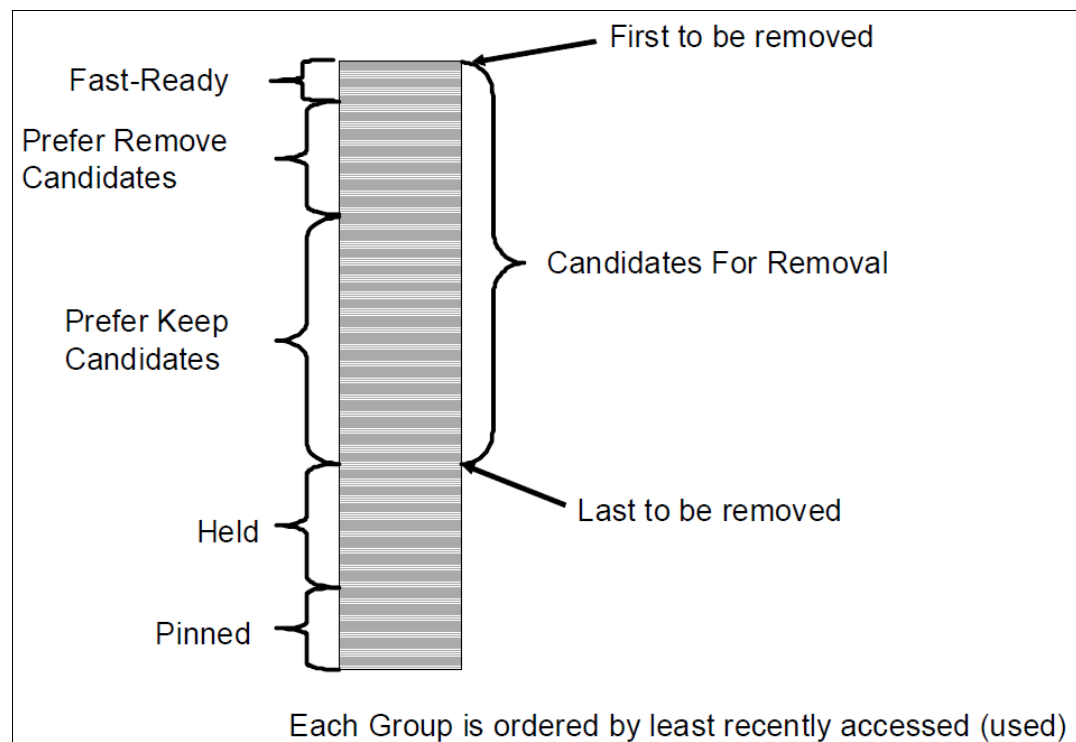 First to be removed
Fast-Ready
Prefer Remove
Candidates
Candidates For Removal
Prefer Keep
Candidates
Last to be removed
Held
Pinned
Each Group is ordered by least recently accessed (used)